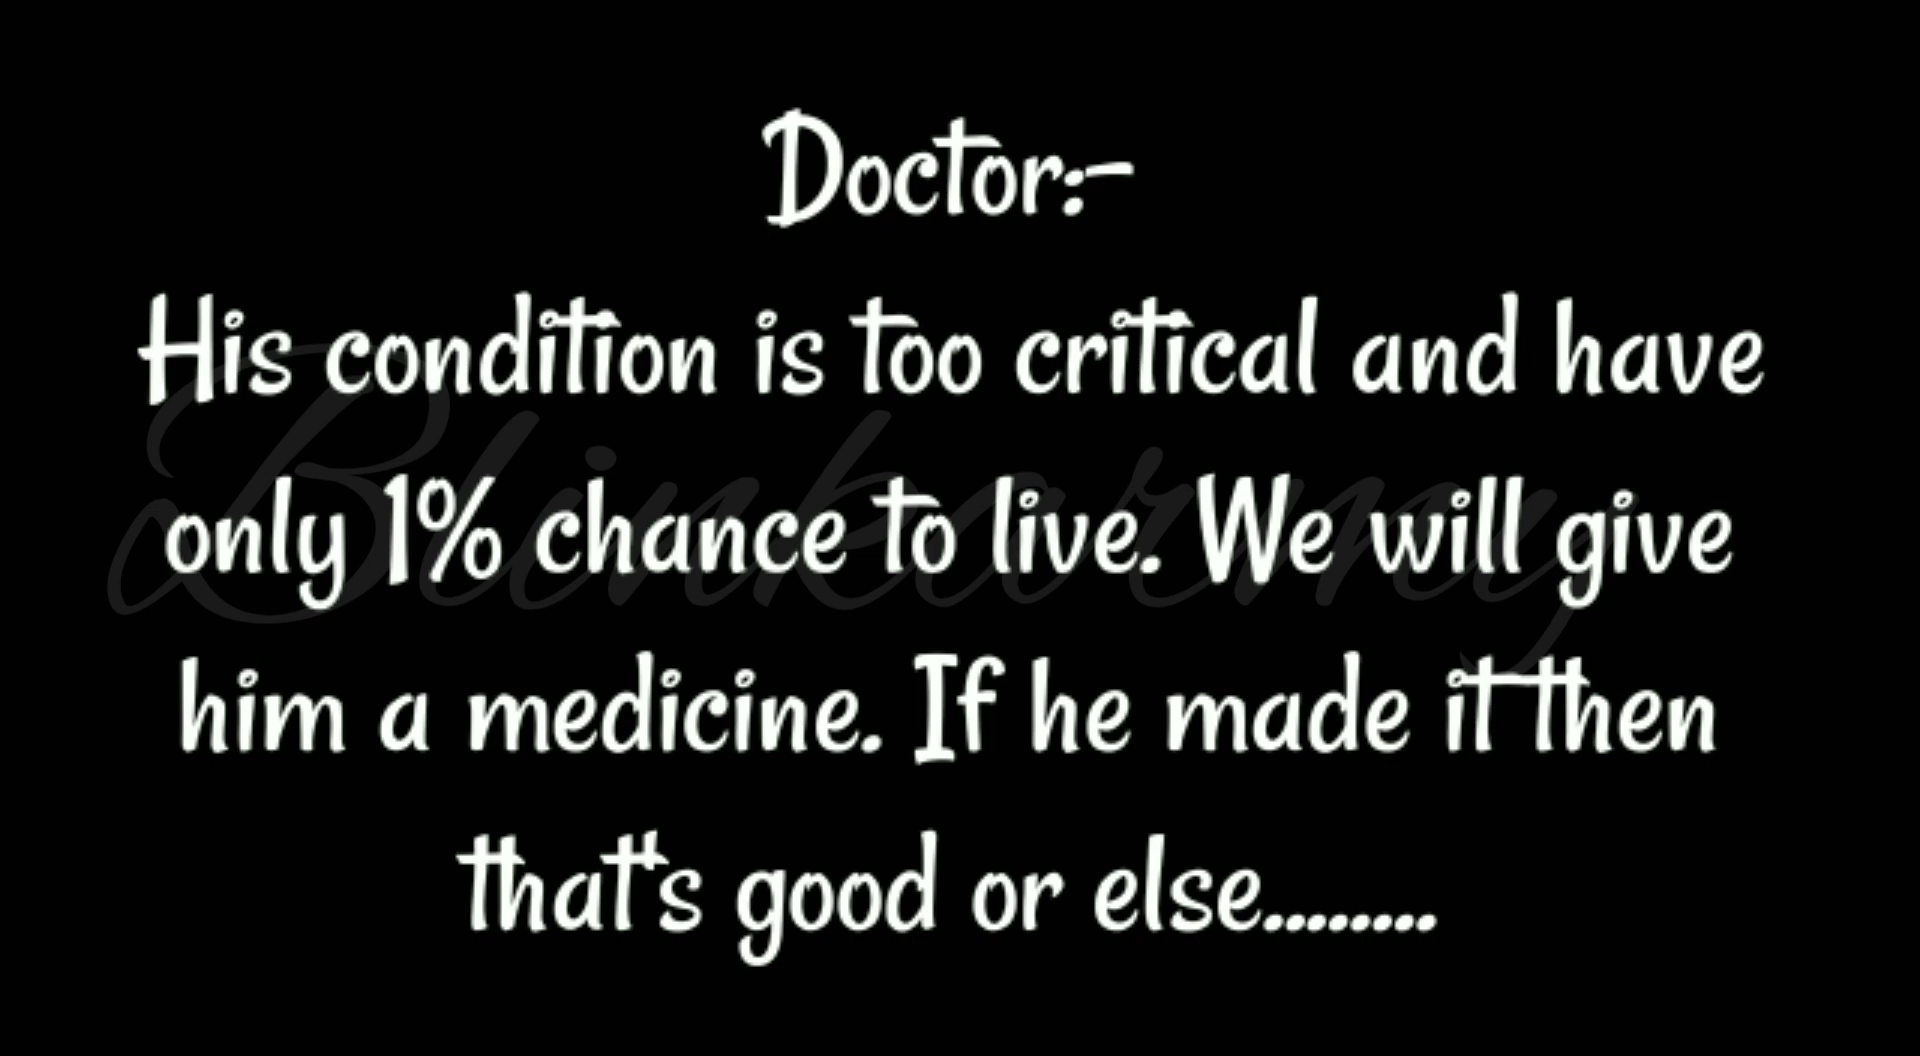 Doctor:-
His condition is too critical and have
only 1% chance to live. We will give
him a medicine. If he made it then
that's good or else........
Blinkarmy